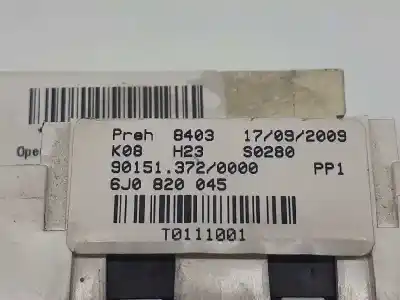 Ope
Preh 8403 17/09/2009
K08 H23 S0280
90151.372/0000 PP1
6J0 820 045
T0111001